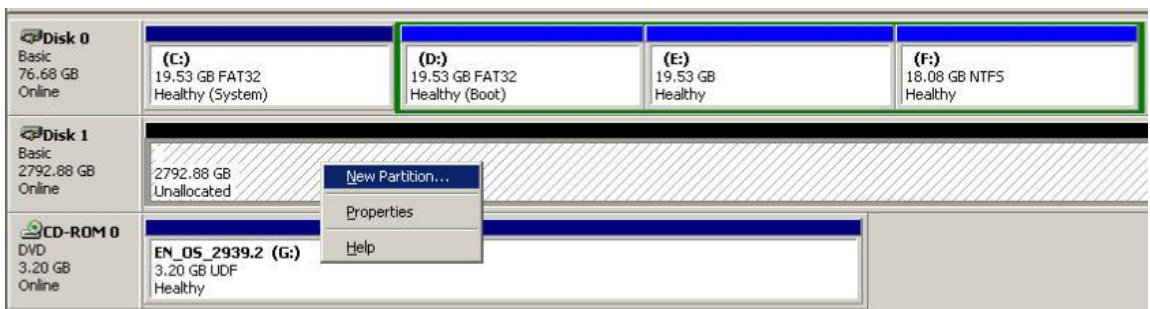 Disk 0
Basic
76.68 GB
Online
(C:)
19.53 GB FAT32
Healthy (System)
(D:)
19.53 GB FAT32
Healthy (Boot)
(E:)
19.53 GB
Healthy
(F:)
18.08 GB NTFS
Healthy
Disk 1
Basic
2792.88 GB
Online
2792.88 GB
Unallocated
New Partition...
Properties
Help
CD-ROM 0
DVD
3.20 GB
Online
EN_OS_2939.2 (G:)
3.20 GB UDF
Healthy